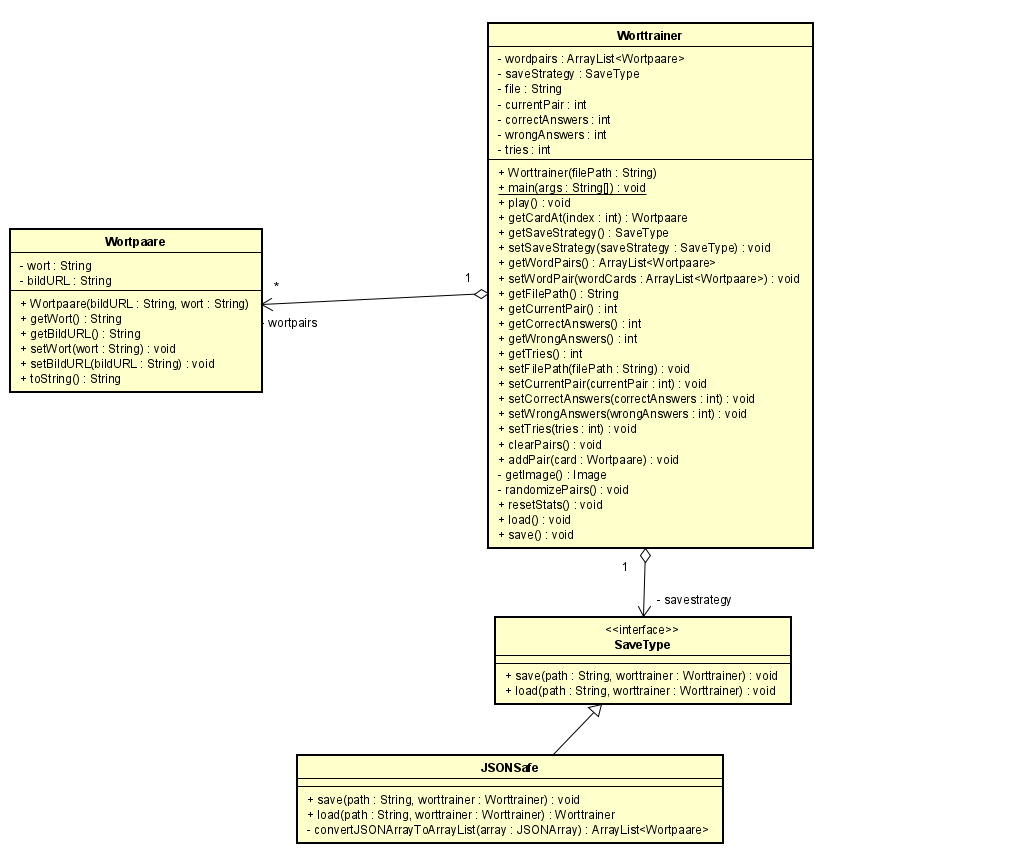 Worttrainer
- wordpairs : ArrayList<Wortpaare>
- saveStrategy : SaveType
- file : String
- currentPair : int
- correctAnswers : int
- wrongAnswers : int
- tries : int
+ Worttrainer(filePath : String)
+ main(args : String[]) : void
+ play() : void
+ getCardAt(index : int) : Wortpaare
+ getSaveStrategy() : SaveType
+ setSaveStrategy(saveStrategy : SaveType) : void
+ getWordPairs() : ArrayList<Wortpaare>
+ setWordPair(wordCards : ArrayList<Wortpaare>) : void
+ getFilePath() : String
+ getCurrentPair() : int
+ getCorrectAnswers() : int
+ getWrongAnswers() : int
+ getTries() : int
+ setFilePath(filePath : String) : void
+ setCurrentPair(currentPair : int) : void
+ setCorrectAnswers(correctAnswers : int) : void
+ setWrongAnswers(wrongAnswers : int) : void
+ setTries(tries : int) : void
+ clearPairs() : void
+ addPair(card : Wortpaare) : void
- getImage() : Image
- randomizePairs() : void
+ resetStats() : void
+ load() : void
+ save() : void
Wortpaare
- wort : String
- bildURL : String
+ Wortpaare(bildURL : String, wort : String)
+ getWort() : String
+ getBildURL() : String
+ setWort(wort : String) : void
+ setBildURL(bildURL : String) : void
+ toString() : String
*
1
- wortpairs
1
- savestrategy
<<interface>>
SaveType
+ save(path : String, worttrainer : Worttrainer) : void
+ load(path : String, worttrainer : Worttrainer) : void
JSONSafe
+ save(path : String, worttrainer : Worttrainer) : void
+ load(path : String, worttrainer : Worttrainer) : Worttrainer
- convertJSONArrayToArrayList(array : JSONArray) : ArrayList<Wortpaare>